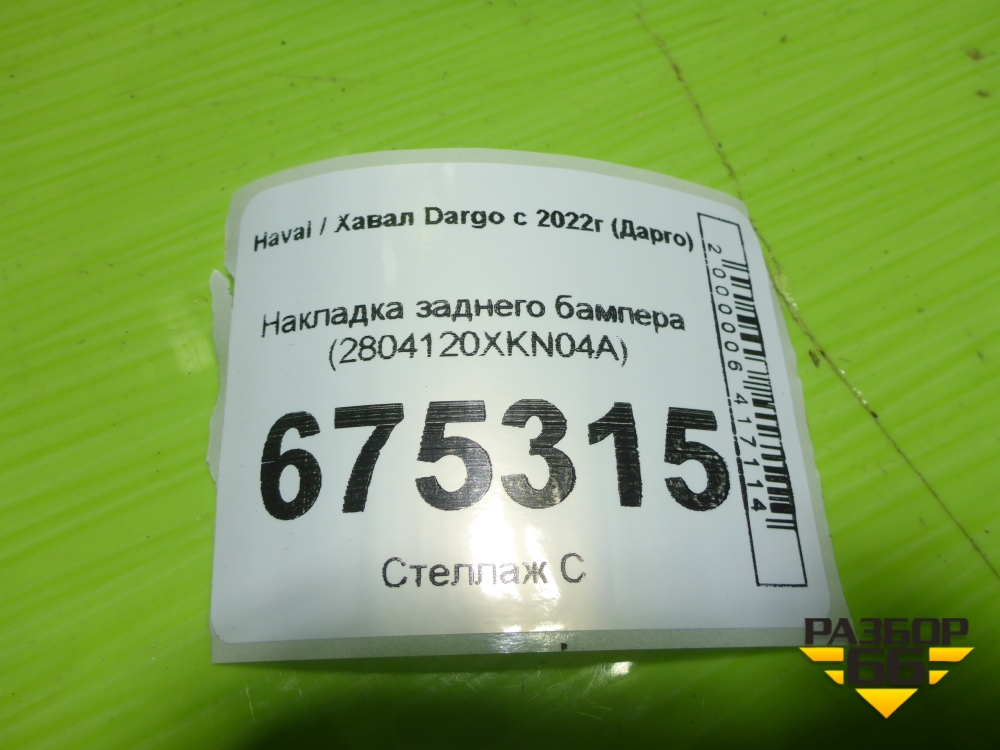 Haval / Хавал Dargo с 2022г (Дарго)
Накладка заднего бампера
(2804120XKN04A)
675315
Стеллаж С
2000006417114
РАЗБОР
66